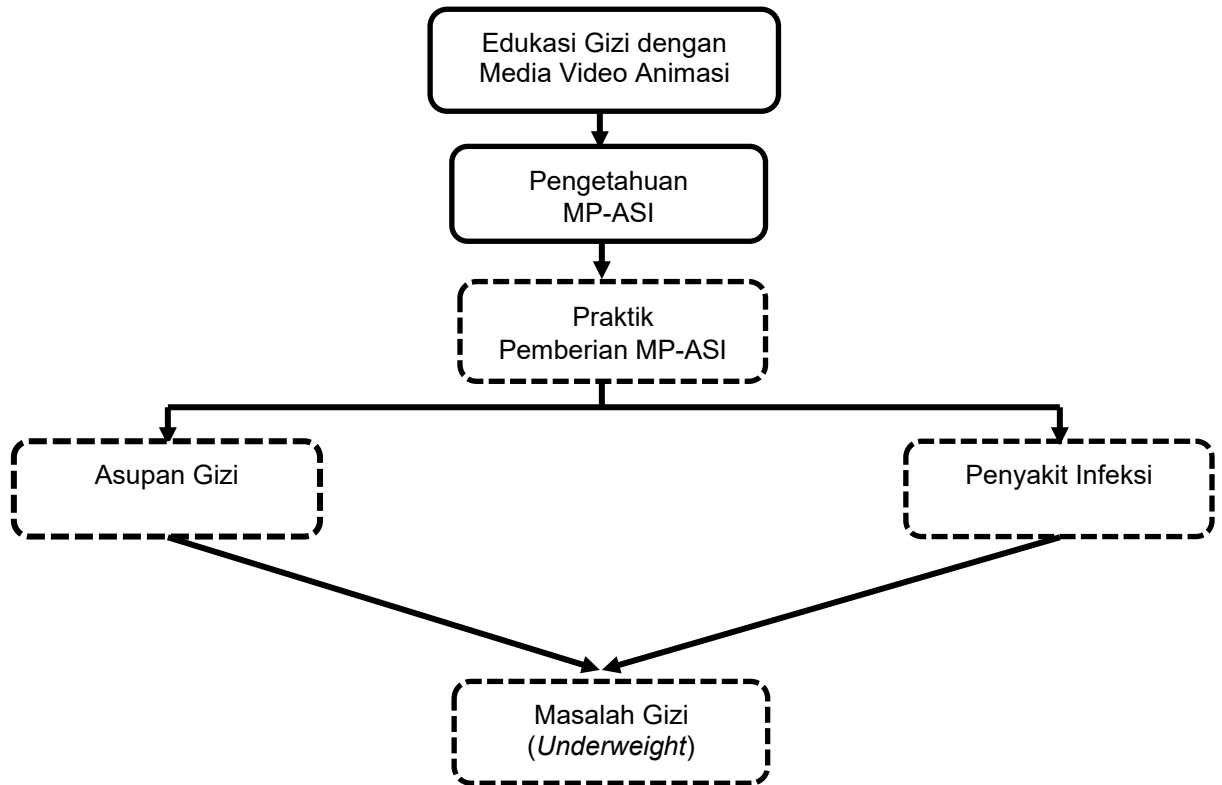 Edukasi Gizi dengan
Media Video Animasi
Pengetahuan
MP-ASI
Praktik
Pemberian MP-ASI
Asupan Gizi
Penyakit Infeksi
Masalah Gizi
(Underweight)